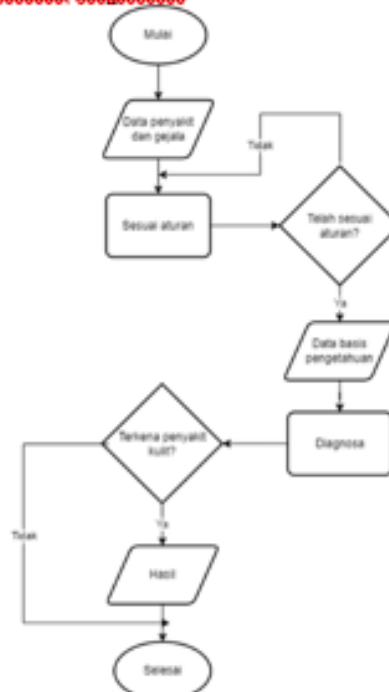 Mulai
Data penyakit
dan gejala
Tidak
Sesuai aturan
Telah sesuai
aturan?
Ya
Data basis
pengetahuan
Diagnosa
Terkena penyakit
kulit?
Tidak
Ya
Hasil
Selesai